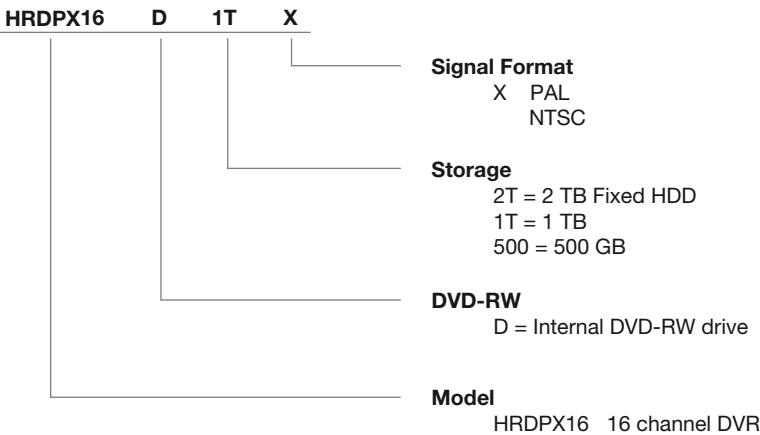 HRDPX16 D 1T X
Signal Format
X PAL
NTSC
Storage
2T = 2 TB Fixed HDD
1T = 1 TB
500 = 500 GB
DVD-RW
D = Internal DVD-RW drive
Model
HRDPX16 16 channel DVR